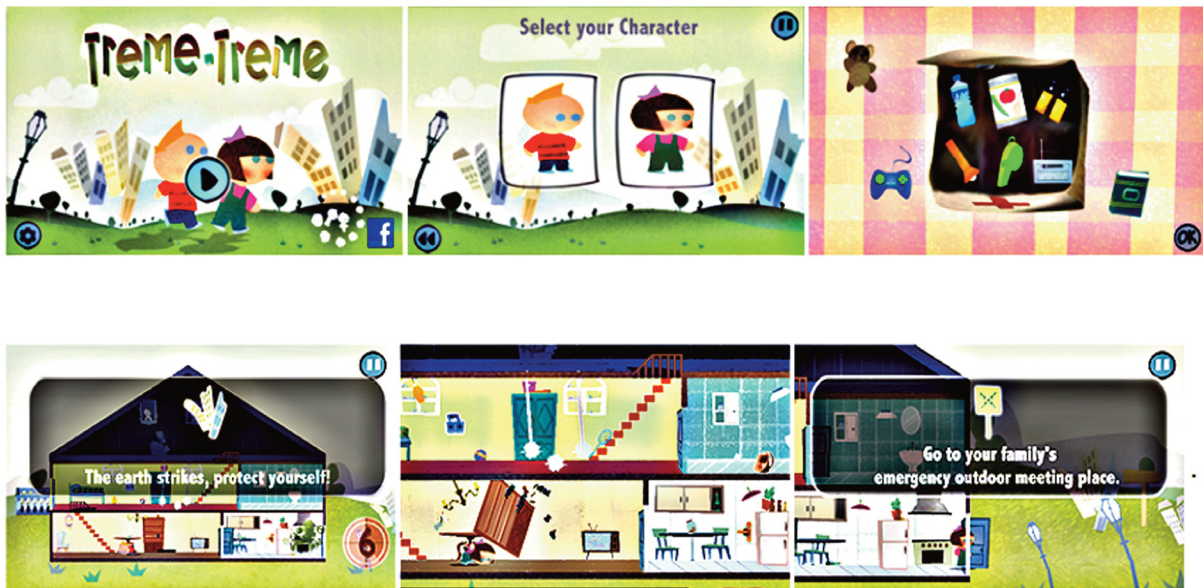 Treme-Treme
f
Select your Character
OK
The earth strikes, protect yourself!
6
Go to your family's
emergency outdoor meeting place.